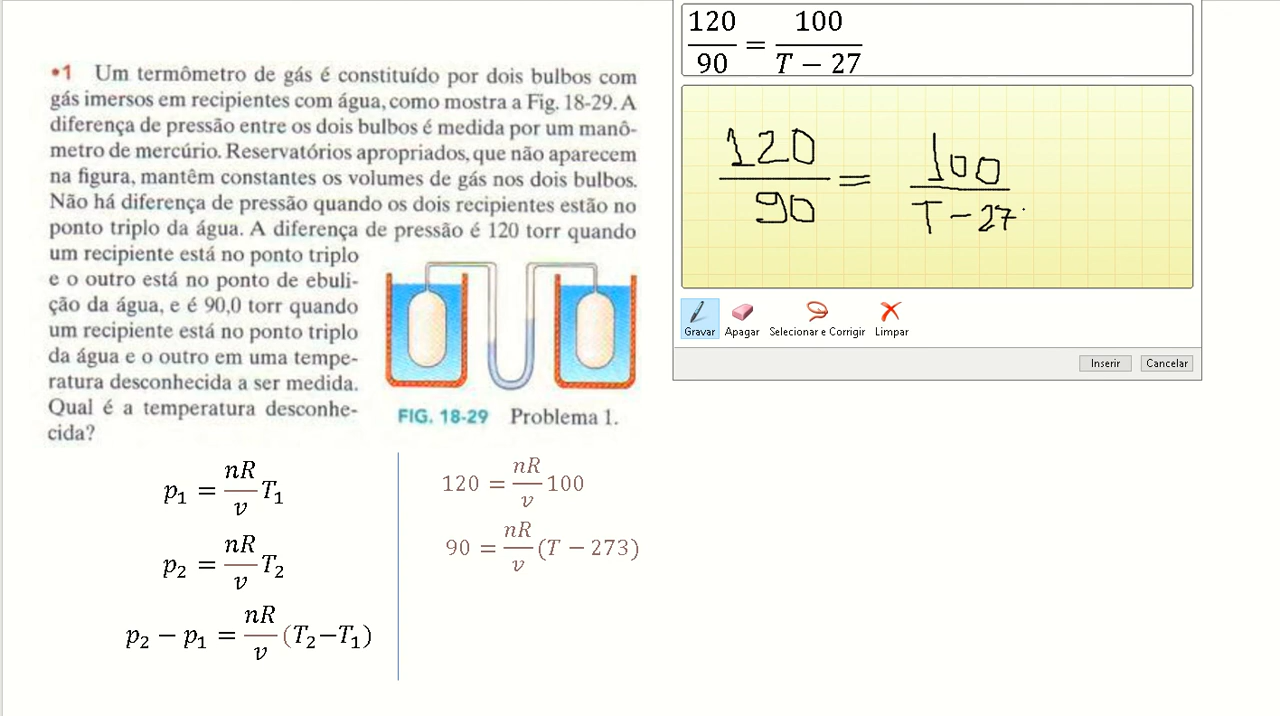 •1 Um termômetro de gás é constituído por dois bulbos com
gás imersos em recipientes com água, como mostra a Fig. 18-29. A
diferença de pressão entre os dois bulbos é medida por um manô-
metro de mercúrio. Reservatórios apropriados, que não aparecem
na figura, mantêm constantes os volumes de gás nos dois bulbos.
Não há diferença de pressão quando os dois recipientes estão no
ponto triplo da água. A diferença de pressão é 120 torr quando
um recipiente está no ponto triplo
e o outro está no ponto de ebuli-
ção da água, e é 90,0 torr quando
um recipiente está no ponto triplo
da água e o outro em uma tempe-
ratura desconhecida a ser medida.
Qual é a temperatura desconhe-
cida?
FIG. 18-29 Problema 1.
p₁ = nR/v T₁
p₂ = nR/v T₂
p₂ − p₁ = nR/v (T₂−T₁)
120 = nR/v 100
90 = nR/v (T − 273)
120/90 = 100/(T − 27)
120/90 = 100/(T − 27)
Gravar Apagar Selecionar e Corrigir Limpar
Inserir Cancelar